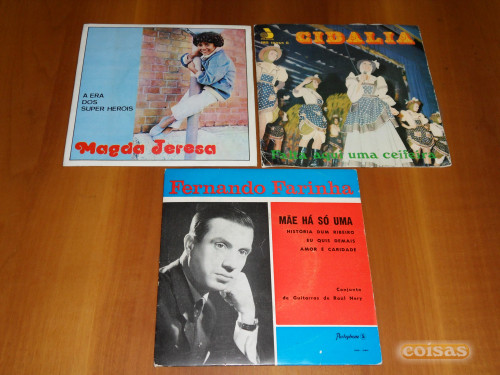 A ERA
DOS
SUPER HEROIS
Magda Teresa
CIDALIA
uma ceifeira
Fernando Farinha
MÃE HÁ SÓ UMA
HISTÓRIA DUM RIBEIRO
EU QUIS DEMAIS
AMOR E CARIDADE
Conjunto
de Guitarras de Raul Nery
Parlophone
coisas